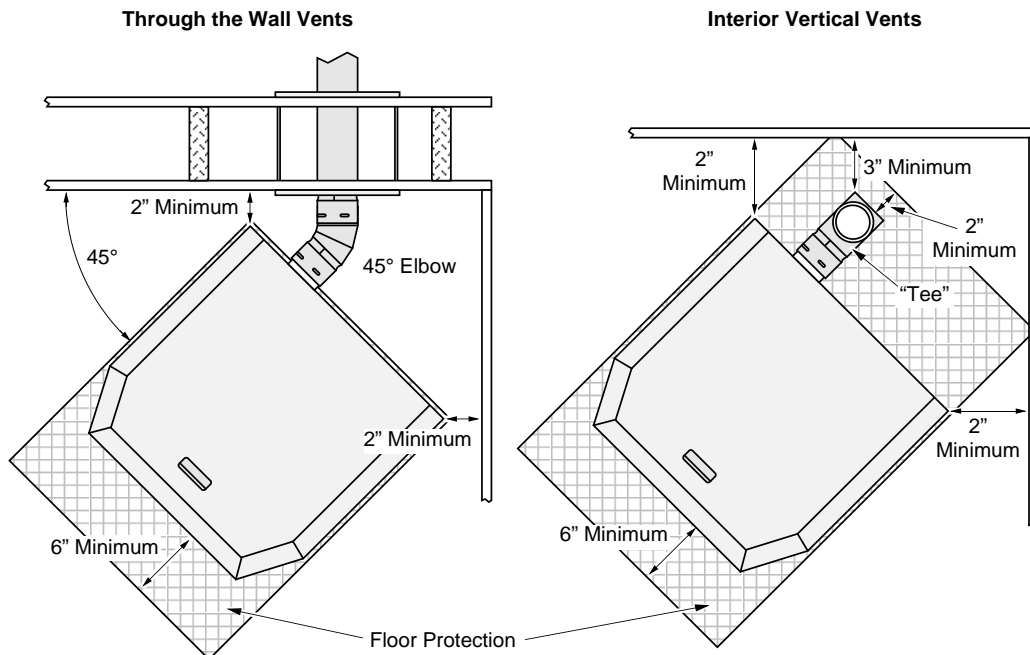 Through the Wall Vents
Interior Vertical Vents
2” Minimum
45°
45° Elbow
2” Minimum
6” Minimum
2”
Minimum
3” Minimum
2”
Minimum
“Tee”
2”
Minimum
6” Minimum
Floor Protection